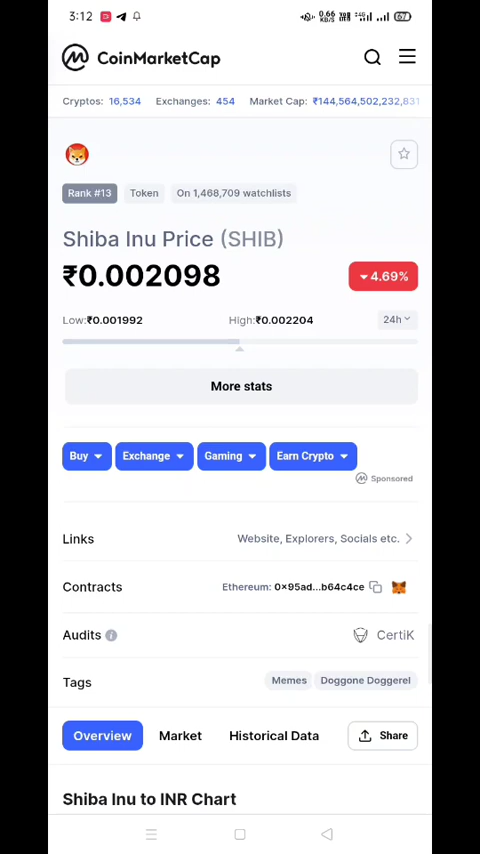 3:12
0.66
KB/S
67
CoinMarketCap
Cryptos: 16,534 Exchanges: 454 Market Cap: ₹144,564,502,232,831
Rank #13 Token On 1,468,709 watchlists
Shiba Inu Price (SHIB)
₹0.002098 4.69%
Low:₹0.001992 High:₹0.002204 24h
More stats
Buy Exchange Gaming Earn Crypto
Sponsored
Links Website, Explorers, Socials etc.
Contracts Ethereum: 0x95ad...b64c4ce
Audits i CertiK
Tags Memes Doggone Doggerel
Overview Market Historical Data Share
Shiba Inu to INR Chart